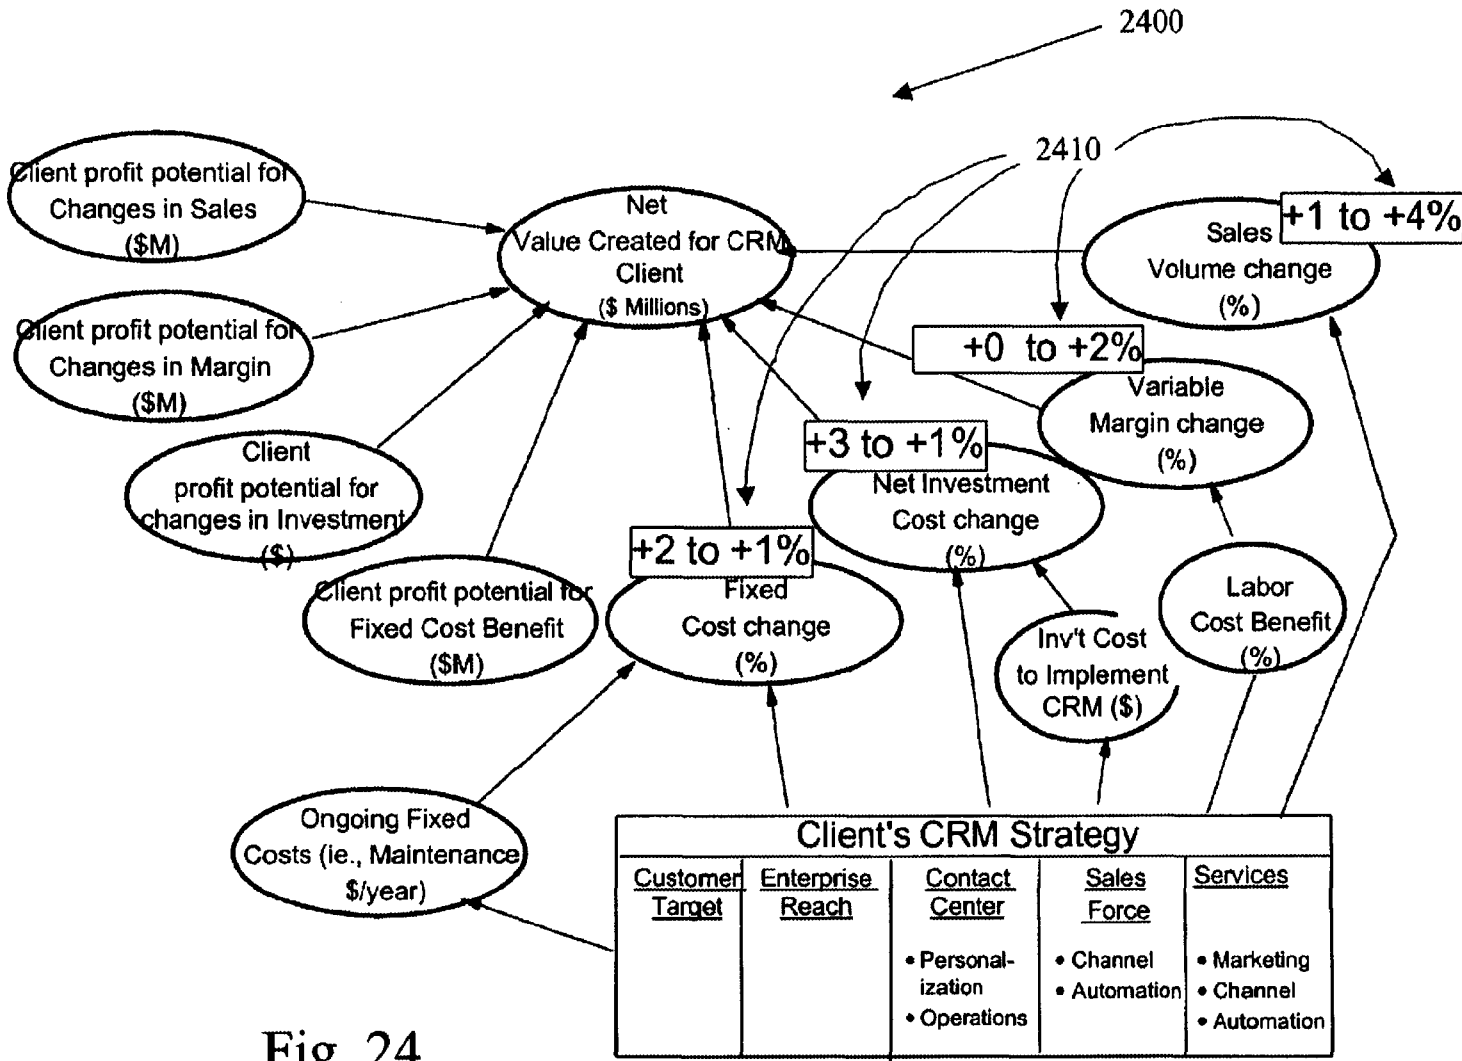 2400
2410
Client profit potential for
Changes in Sales
($M)
Net
Value Created for CRM
Client
($ Millions)
+1 to +4%
Sales
Volume change
(%)
Client profit potential for
Changes in Margin
($M)
+0 to +2%
Variable
Margin change
(%)
Client
profit potential for
changes in Investment
($)
+3 to +1%
Net Investment
Cost change
(%)
Client profit potential for
Fixed Cost Benefit
($M)
+2 to +1%
Fixed
Cost change
(%)
Inv't Cost
to Implement
CRM ($)
Labor
Cost Benefit
(%)
Ongoing Fixed
Costs (ie., Maintenance
$/year)
Client's CRM Strategy
Customer
Target
Enterprise
Reach
Contact
Center
• Personal-
ization
• Operations
Sales
Force
• Channel
• Automation
Services
• Marketing
• Channel
• Automation
Fig. 24